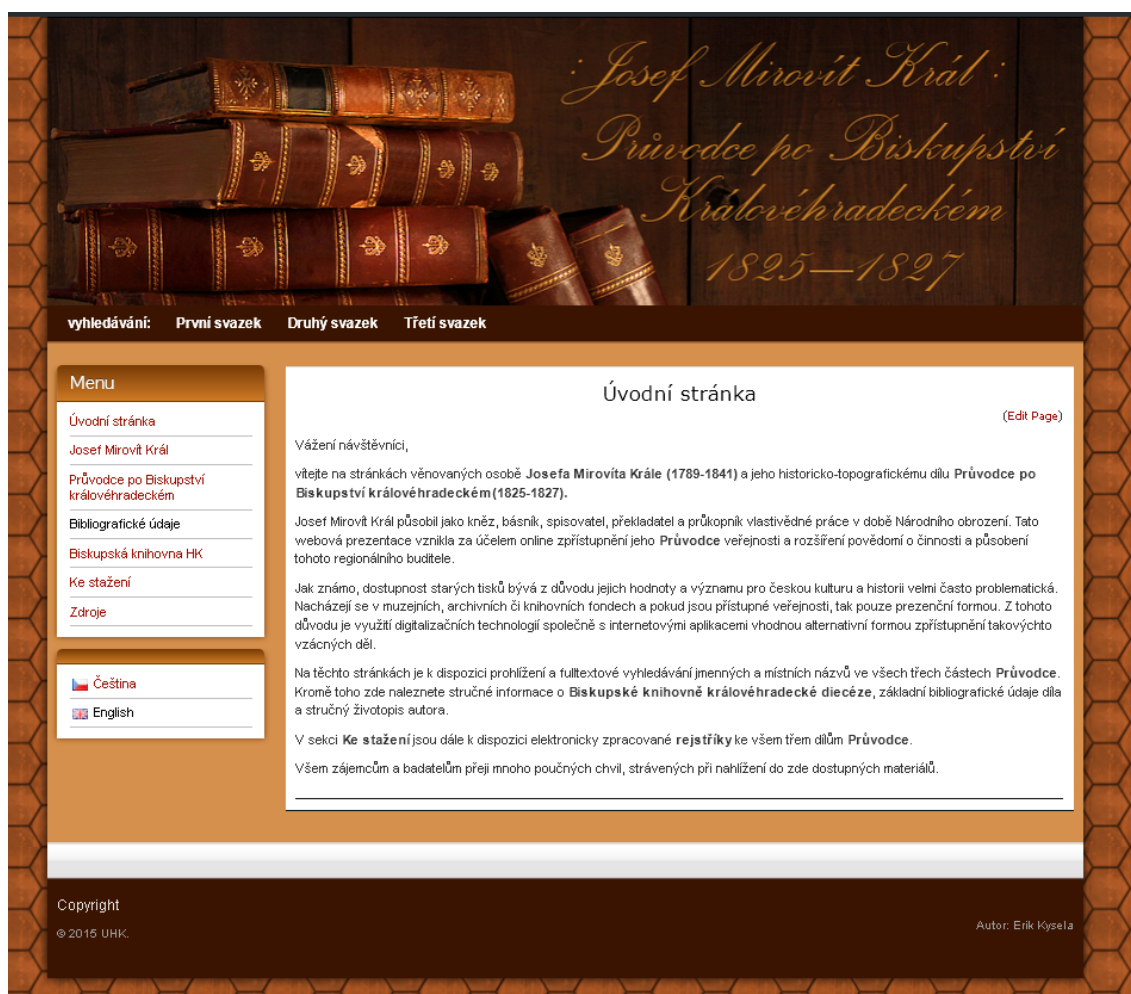 : Josef Mirovít Král :
Průvodce po Biskupství
Královéhradeckém
1825—1827
vyhledávání: První svazek Druhý svazek Třetí svazek
Menu
Úvodní stránka
Josef Mirovít Král
Průvodce po Biskupství
královéhradeckém
Bibliografické údaje
Biskupská knihovna HK
Ke stažení
Zdroje
Čeština
English
Úvodní stránka
(Edit Page)
Vážení návštěvníci,
vítejte na stránkách věnovaných osobě Josefa Mirovíta Krále (1789-1841) a jeho historicko-topografickému dílu Průvodce po
Biskupství královéhradeckém (1825-1827).
Josef Mirovít Král působil jako kněz, básník, spisovatel, překladatel a průkopník vlastivědné práce v době Národního obrození. Tato
webová prezentace vznikla za účelem online zpřístupnění jeho Průvodce veřejnosti a rozšíření povědomí o činnosti a působení
tohoto regionálního buditele.
Jak známo, dostupnost starých tisků bývá z důvodu jejich hodnoty a významu pro českou kulturu a historii velmi často problematická.
Nacházejí se v muzejních, archivních či knihovních fondech a pokud jsou přístupné veřejnosti, tak pouze prezenční formou. Z tohoto
důvodu je využití digitalizačních technologií společně s internetovými aplikacemi vhodnou alternativní formou zpřístupnění takovýchto
vzácných děl.
Na těchto stránkách je k dispozici prohlížení a fulltextové vyhledávání jmenných a místních názvů ve všech třech částech Průvodce.
Kromě toho zde naleznete stručné informace o Biskupské knihovně královéhradecké diecéze, základní bibliografické údaje díla
a stručný životopis autora.
V sekci Ke stažení jsou dále k dispozici elektronicky zpracované rejstříky ke všem třem dílům Průvodce.
Všem zájemcům a badatelům přeji mnoho poučných chvil, strávených při nahlížení do zde dostupných materiálů.
Copyright
© 2015 UHK.
Autor: Erik Kysela